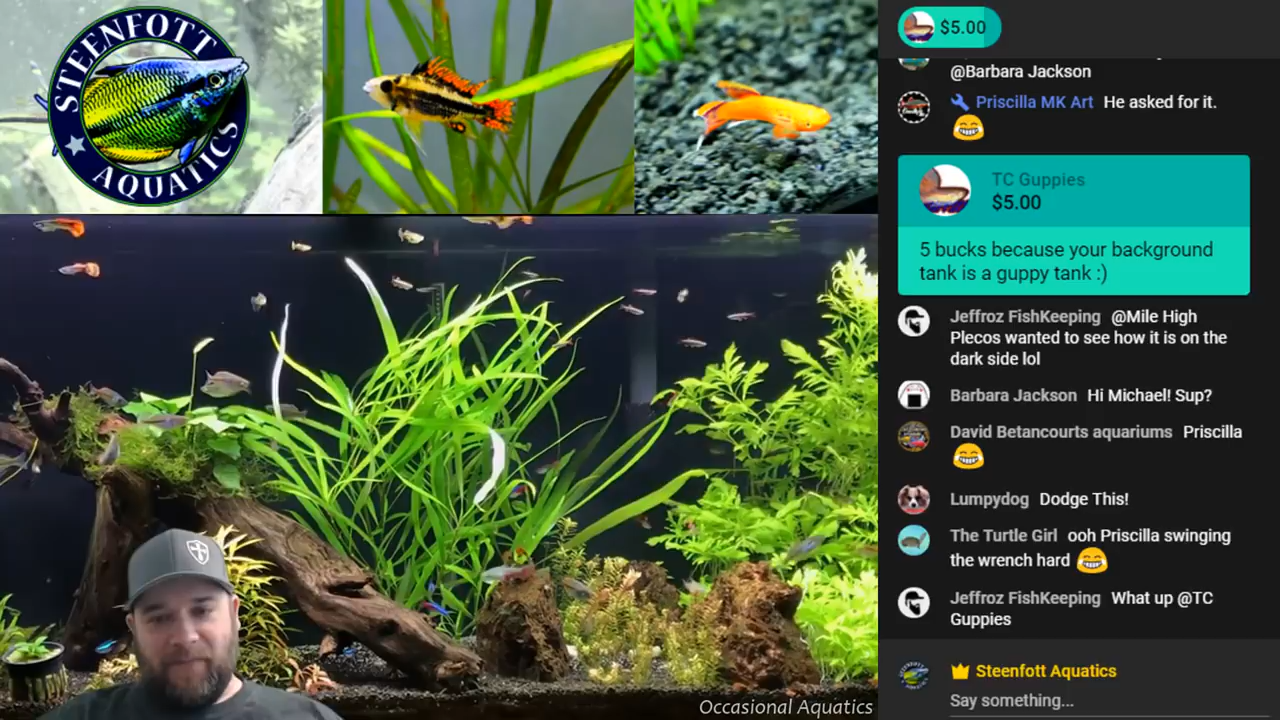 STEENFOTT
AQUATICS
$5.00
@Barbara Jackson
Priscilla MK Art He asked for it.
😂
TC Guppies
$5.00
5 bucks because your background
tank is a guppy tank :)
Jeffroz FishKeeping @Mile High
Plecos wanted to see how it is on the
dark side lol
Barbara Jackson Hi Michael! Sup?
David Betancourts aquariums Priscilla
😂
Lumpydog Dodge This!
The Turtle Girl ooh Priscilla swinging
the wrench hard 😂
Jeffroz FishKeeping What up @TC
Guppies
Steenfott Aquatics
Say something...
Occasional Aquatics